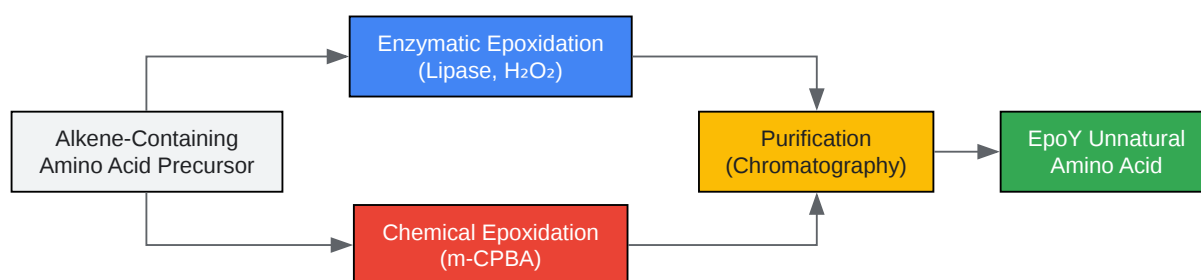 Enzymatic Epoxidation
(Lipase, H₂O₂)
Alkene-Containing
Amino Acid Precursor
Purification
(Chromatography)
EpoY Unnatural
Amino Acid
Chemical Epoxidation
(m-CPBA)